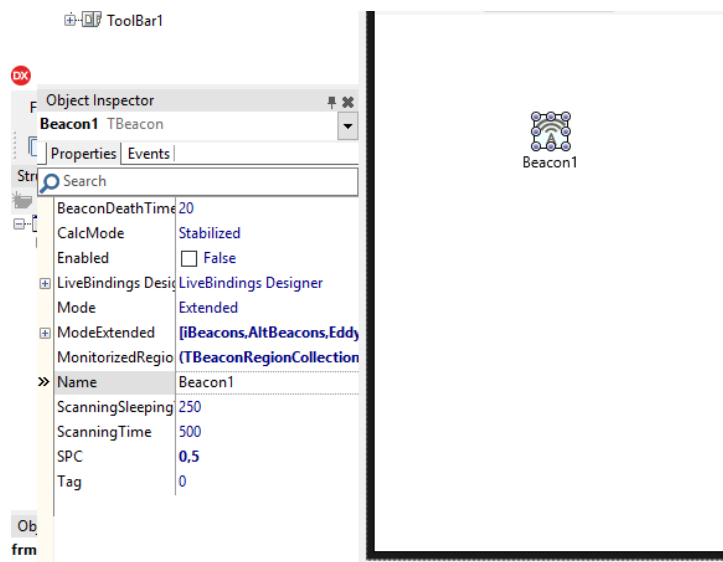 ToolBar1
DX
F
Object Inspector
Beacon1 TBeacon
Properties Events
Stru
Search
BeaconDeathTime 20
CalcMode Stabilized
Enabled False
LiveBindings Desig LiveBindings Designer
Mode Extended
ModeExtended [iBeacons,AltBeacons,Eddy
MonitorizedRegio (TBeaconRegionCollection
Name Beacon1
ScanningSleeping 250
ScanningTime 500
SPC 0,5
Tag 0
Obj
frm
A
Beacon1